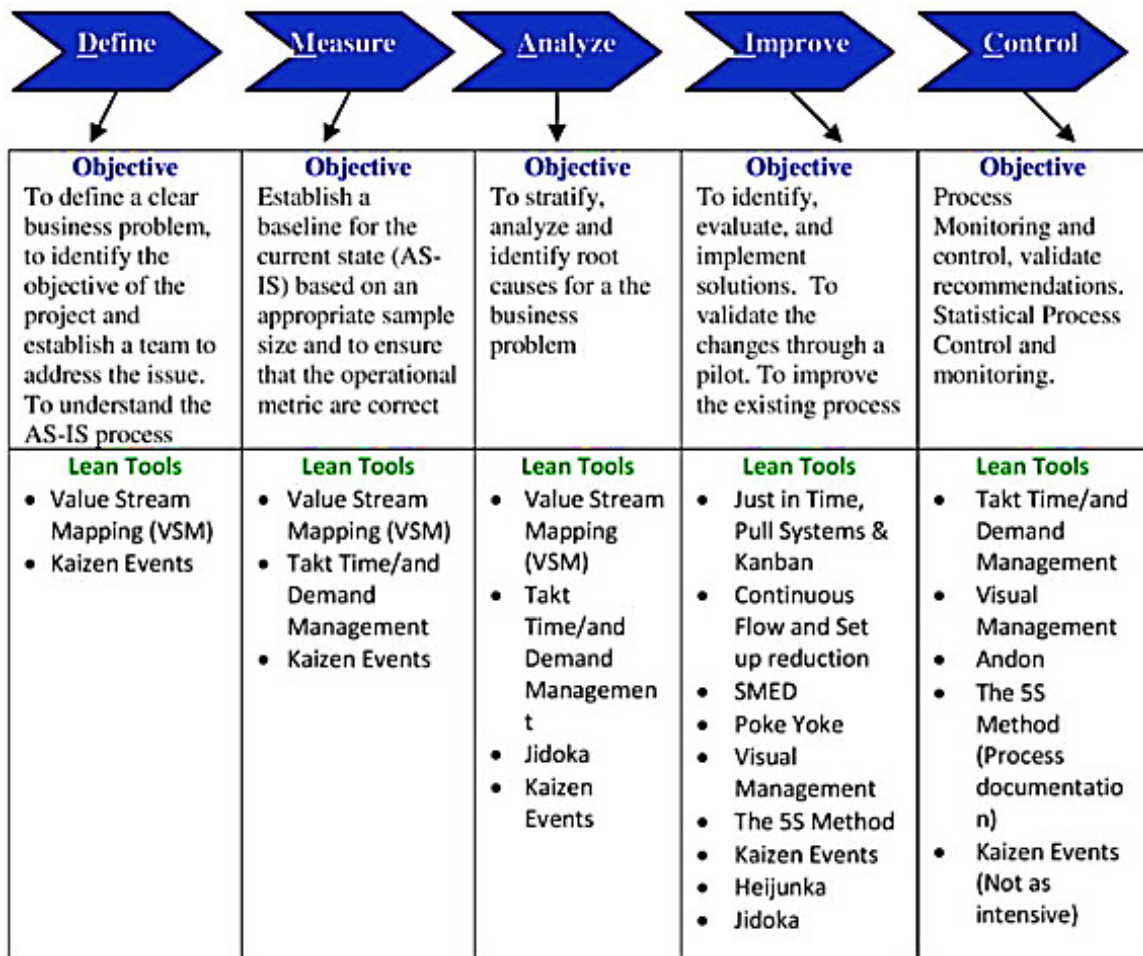 Define
Measure
Analyze
Improve
Control
Objective
To define a clear
business problem,
to identify the
objective of the
project and
establish a team to
address the issue.
To understand the
AS-IS process
Objective
Establish a
baseline for the
current state (AS-
IS) based on an
appropriate sample
size and to ensure
that the operational
metric are correct
Objective
To stratify,
analyze and
identify root
causes for a the
business
problem
Objective
To identify,
evaluate, and
implement
solutions. To
validate the
changes through a
pilot. To improve
the existing process
Objective
Process
Monitoring and
control, validate
recommendations.
Statistical Process
Control and
monitoring.
Lean Tools
• Value Stream
Mapping (VSM)
• Kaizen Events
Lean Tools
• Value Stream
Mapping (VSM)
• Takt Time/and
Demand
Management
• Kaizen Events
Lean Tools
• Value Stream
Mapping
(VSM)
• Takt
Time/and
Demand
Managemen
t
• Jidoka
• Kaizen
Events
Lean Tools
• Just in Time,
Pull Systems &
Kanban
• Continuous
Flow and Set
up reduction
• SMED
• Poke Yoke
• Visual
Management
• The 5S Method
• Kaizen Events
• Heijunka
• Jidoka
Lean Tools
• Takt Time/and
Demand
Management
• Visual
Management
• Andon
• The 5S
Method
(Process
documentatio
n)
• Kaizen Events
(Not as
intensive)